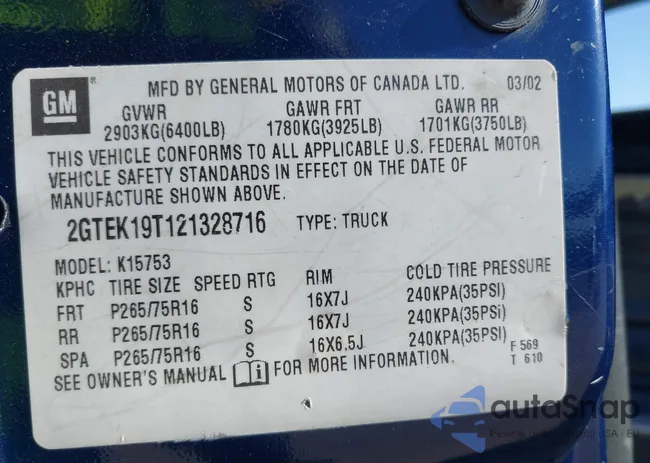 GM MFD BY GENERAL MOTORS OF CANADA LTD. 03/02
GVWR GAWR FRT GAWR RR
2903KG(6400LB) 1780KG(3925LB) 1701KG(3750LB)
THIS VEHICLE CONFORMS TO ALL APPLICABLE U.S. FEDERAL MOTOR
VEHICLE SAFETY STANDARDS IN EFFECT ON THE DATE OF
MANUFACTURE SHOWN ABOVE.
2GTEK19T121328716 TYPE: TRUCK
MODEL: K15753
KPHC TIRE SIZE SPEED RTG RIM COLD TIRE PRESSURE
FRT P265/75R16 S 16X7J 240KPA(35PSI)
RR P265/75R16 S 16X7J 240KPA(35PSI)
SPA P265/75R16 S 16X6.5J 240KPA(35PSI)
F 569
T 610
SEE OWNER'S MANUAL i FOR MORE INFORMATION.
autoSnap
USA | EU